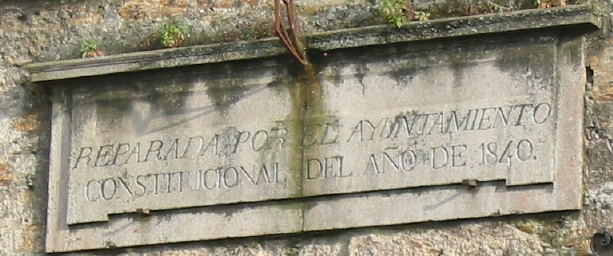 REPARADA POR EL AYUNTAMIENTO
CONSTITUCIONAL DEL AÑO DE 1840.